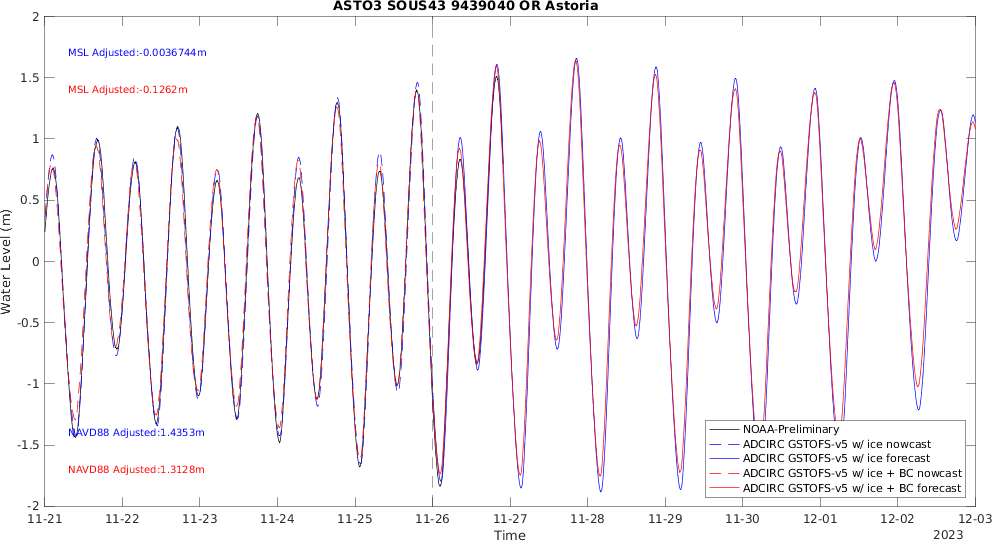 ASTO3 SOUS43 9439040 OR Astoria
2
1.5
1
0.5
0
-0.5
-1
-1.5
-2
Water Level (m)
MSL Adjusted:-0.0036744m
MSL Adjusted:-0.1262m
NAVD88 Adjusted:1.4353m
NAVD88 Adjusted:1.3128m
NOAA-Preliminary
ADCIRC GSTOFS-v5 w/ ice nowcast
ADCIRC GSTOFS-v5 w/ ice forecast
ADCIRC GSTOFS-v5 w/ ice + BC nowcast
ADCIRC GSTOFS-v5 w/ ice + BC forecast
11-21 11-22 11-23 11-24 11-25 11-26 11-27 11-28 11-29 11-30 12-01 12-02 12-03
Time
2023